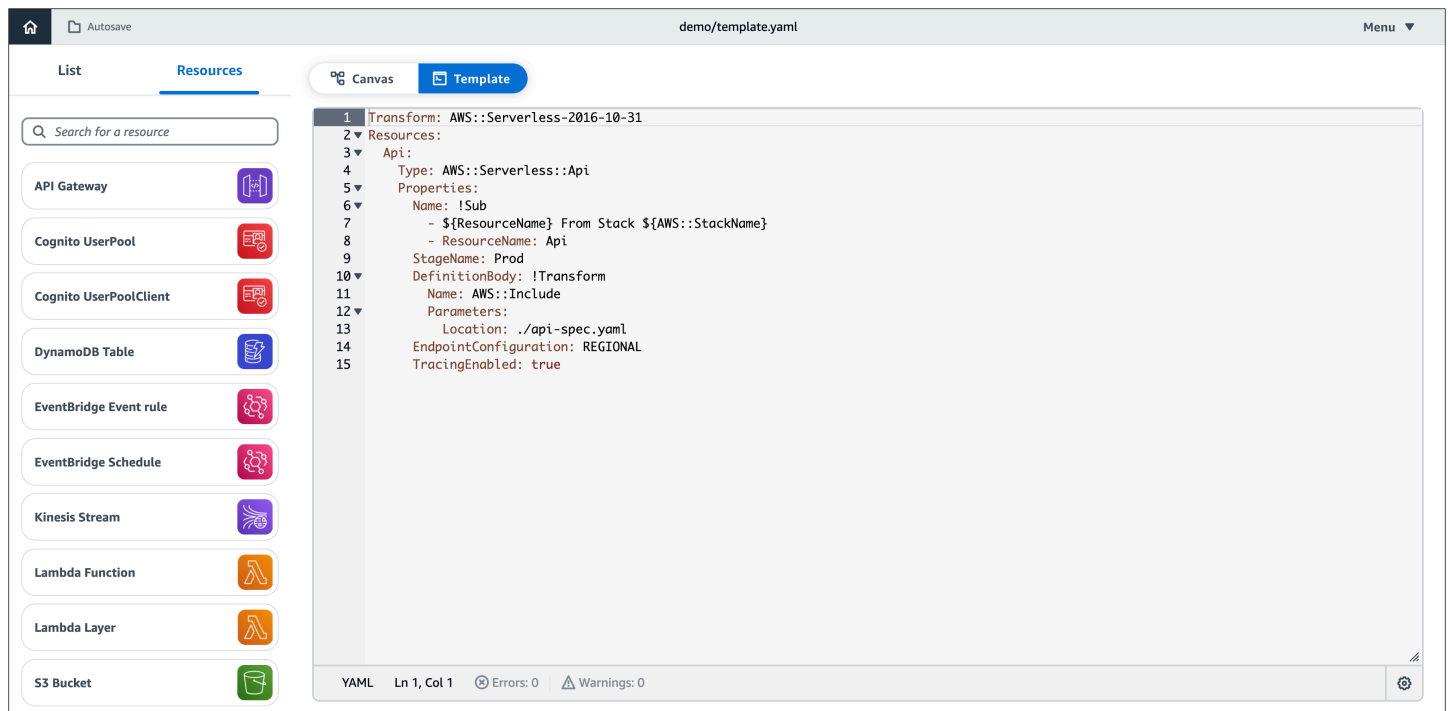 Autosave
demo/template.yaml
Menu
List
Resources
Search for a resource
API Gateway
Cognito UserPool
Cognito UserPoolClient
DynamoDB Table
EventBridge Event rule
EventBridge Schedule
Kinesis Stream
Lambda Function
Lambda Layer
S3 Bucket
Canvas
Template
1 Transform: AWS::Serverless-2016-10-31
2 Resources:
3   Api:
4     Type: AWS::Serverless::Api
5     Properties:
6       Name: !Sub
7         - ${ResourceName} From Stack ${AWS::StackName}
8         - ResourceName: Api
9       StageName: Prod
10       DefinitionBody: !Transform
11         Name: AWS::Include
12         Parameters:
13           Location: ./api-spec.yaml
14       EndpointConfiguration: REGIONAL
15       TracingEnabled: true
YAML Ln 1, Col 1 Errors: 0 Warnings: 0